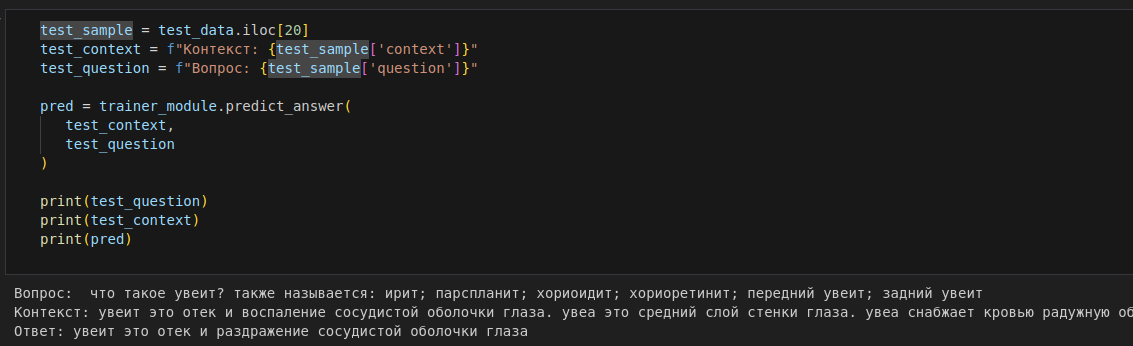 test_sample = test_data.iloc[20]
test_context = f"Контекст: {test_sample['context']}"
test_question = f"Вопрос: {test_sample['question']}"
pred = trainer_module.predict_answer(
test_context,
test_question
)
print(test_question)
print(test_context)
print(pred)
Вопрос:  что такое увеит? также называется: ирит; парспланит; хориоидит; хориоретинит; передний увеит; задний увеит
Контекст: увеит это отек и воспаление сосудистой оболочки глаза. увеа это средний слой стенки глаза. увеа снабжает кровью радужную об
Ответ: увеит это отек и раздражение сосудистой оболочки глаза